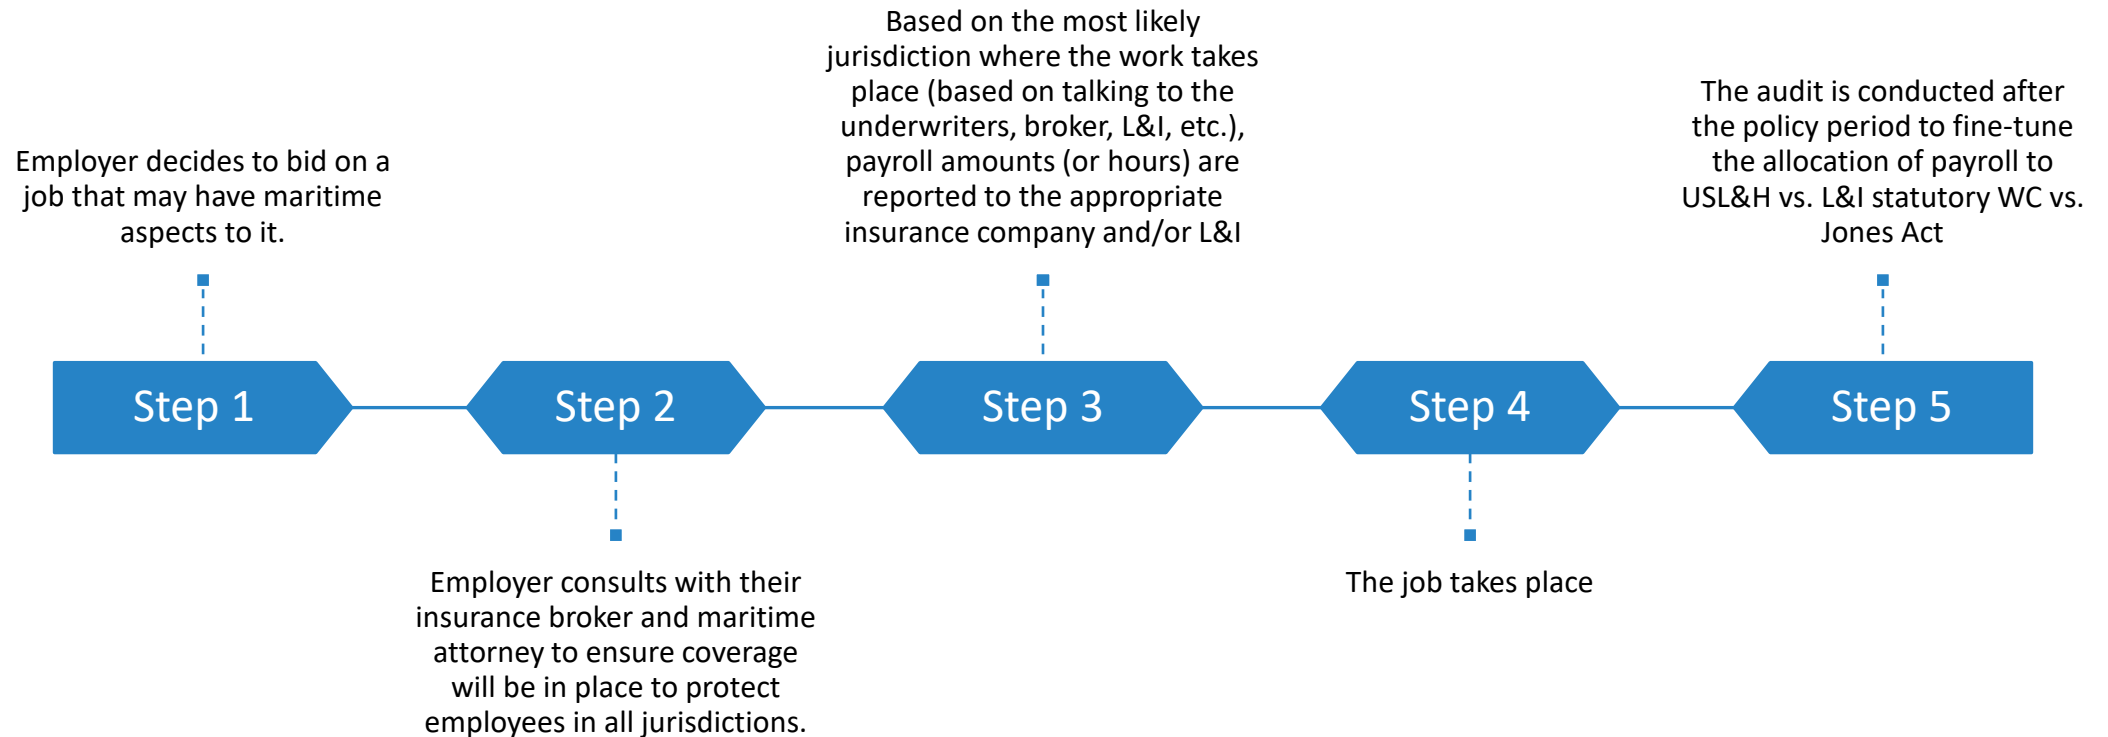 Employer decides to bid on a
job that may have maritime
aspects to it.
Based on the most likely
jurisdiction where the work takes
place (based on talking to the
underwriters, broker, L&I, etc.),
payroll amounts (or hours) are
reported to the appropriate
insurance company and/or L&I
The audit is conducted after
the policy period to fine-tune
the allocation of payroll to
USL&H vs. L&I statutory WC vs.
Jones Act
Step 1
Step 2
Step 3
Step 4
Step 5
Employer consults with their
insurance broker and maritime
attorney to ensure coverage
will be in place to protect
employees in all jurisdictions.
The job takes place